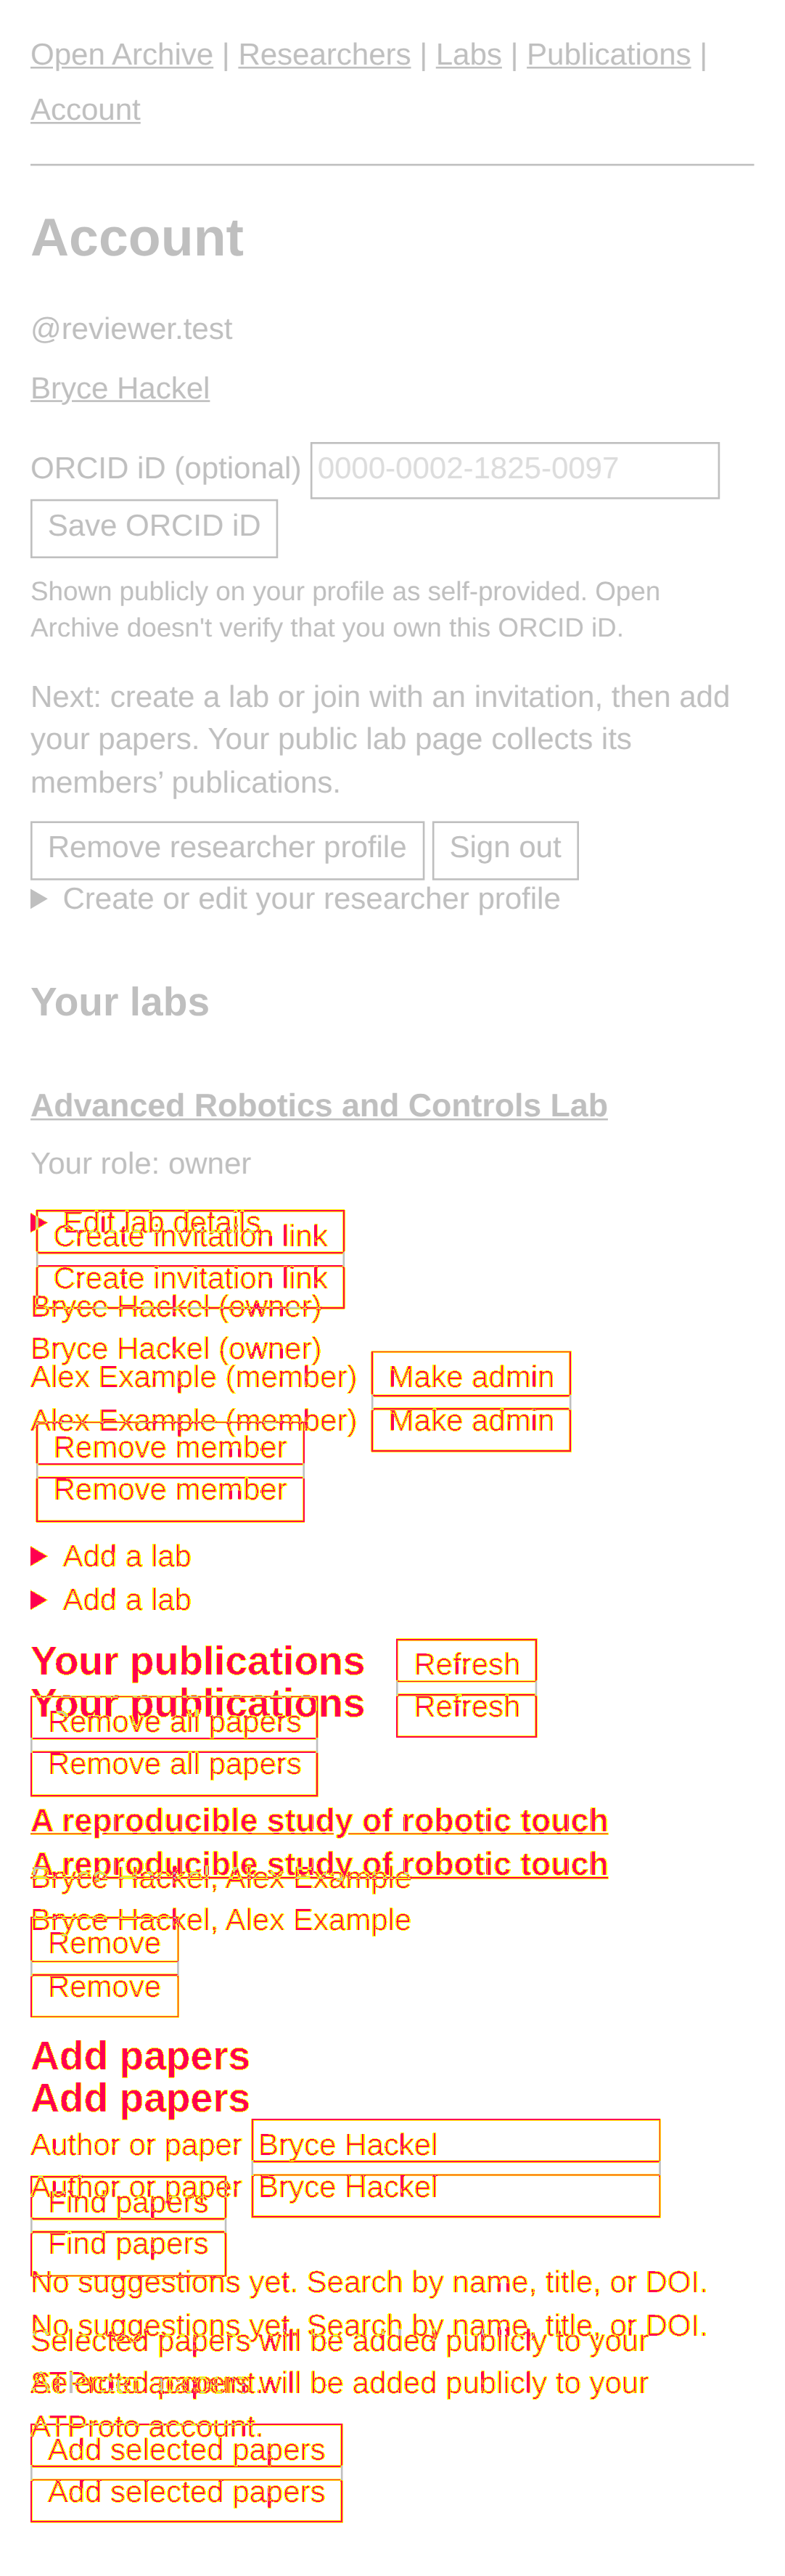 Open Archive | Researchers | Labs | Publications |
Account
Account
@reviewer.test
Bryce Hackel
ORCID iD (optional) 0000-0002-1825-0097
Save ORCID iD
Shown publicly on your profile as self-provided. Open
Archive doesn't verify that you own this ORCID iD.
Next: create a lab or join with an invitation, then add
your papers. Your public lab page collects its
members’ publications.
Remove researcher profile Sign out
Create or edit your researcher profile
Your labs
Advanced Robotics and Controls Lab
Your role: owner
Edit lab details
Create invitation link
Create invitation link
Bryce Hackel (owner)
Bryce Hackel (owner)
Alex Example (member) Make admin
Alex Example (member) Make admin
Remove member
Remove member
Add a lab
Add a lab
Your publications Refresh
Your publications Refresh
Remove all papers
Remove all papers
A reproducible study of robotic touch
A reproducible study of robotic touch
Bryce Hackel, Alex Example
Bryce Hackel, Alex Example
Remove
Remove
Add papers
Add papers
Author or paper Bryce Hackel
Author or paper Bryce Hackel
Find papers
Find papers
No suggestions yet. Search by name, title, or DOI.
No suggestions yet. Search by name, title, or DOI.
Selected papers will be added publicly to your
ATProto account.
Selected papers will be added publicly to your
ATProto account.
Add selected papers
Add selected papers